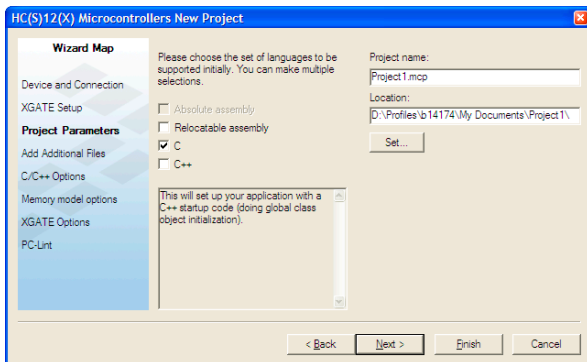 HC(S)12(X) Microcontrollers New Project
Wizard Map
Device and Connection
XGATE Setup
Project Parameters
Add Additional Files
C/C++ Options
Memory model options
XGATE Options
PC-Lint
Please choose the set of languages to be
supported initially. You can make multiple
selections.
Absolute assembly
Relocatable assembly
C
C++
This will set up your application with a
C++ startup code (doing global class
object initialization).
Project name:
Project1.mcp
Location:
D:\Profiles\b14174\My Documents\Project1\
Set...
< Back
Next >
Finish
Cancel